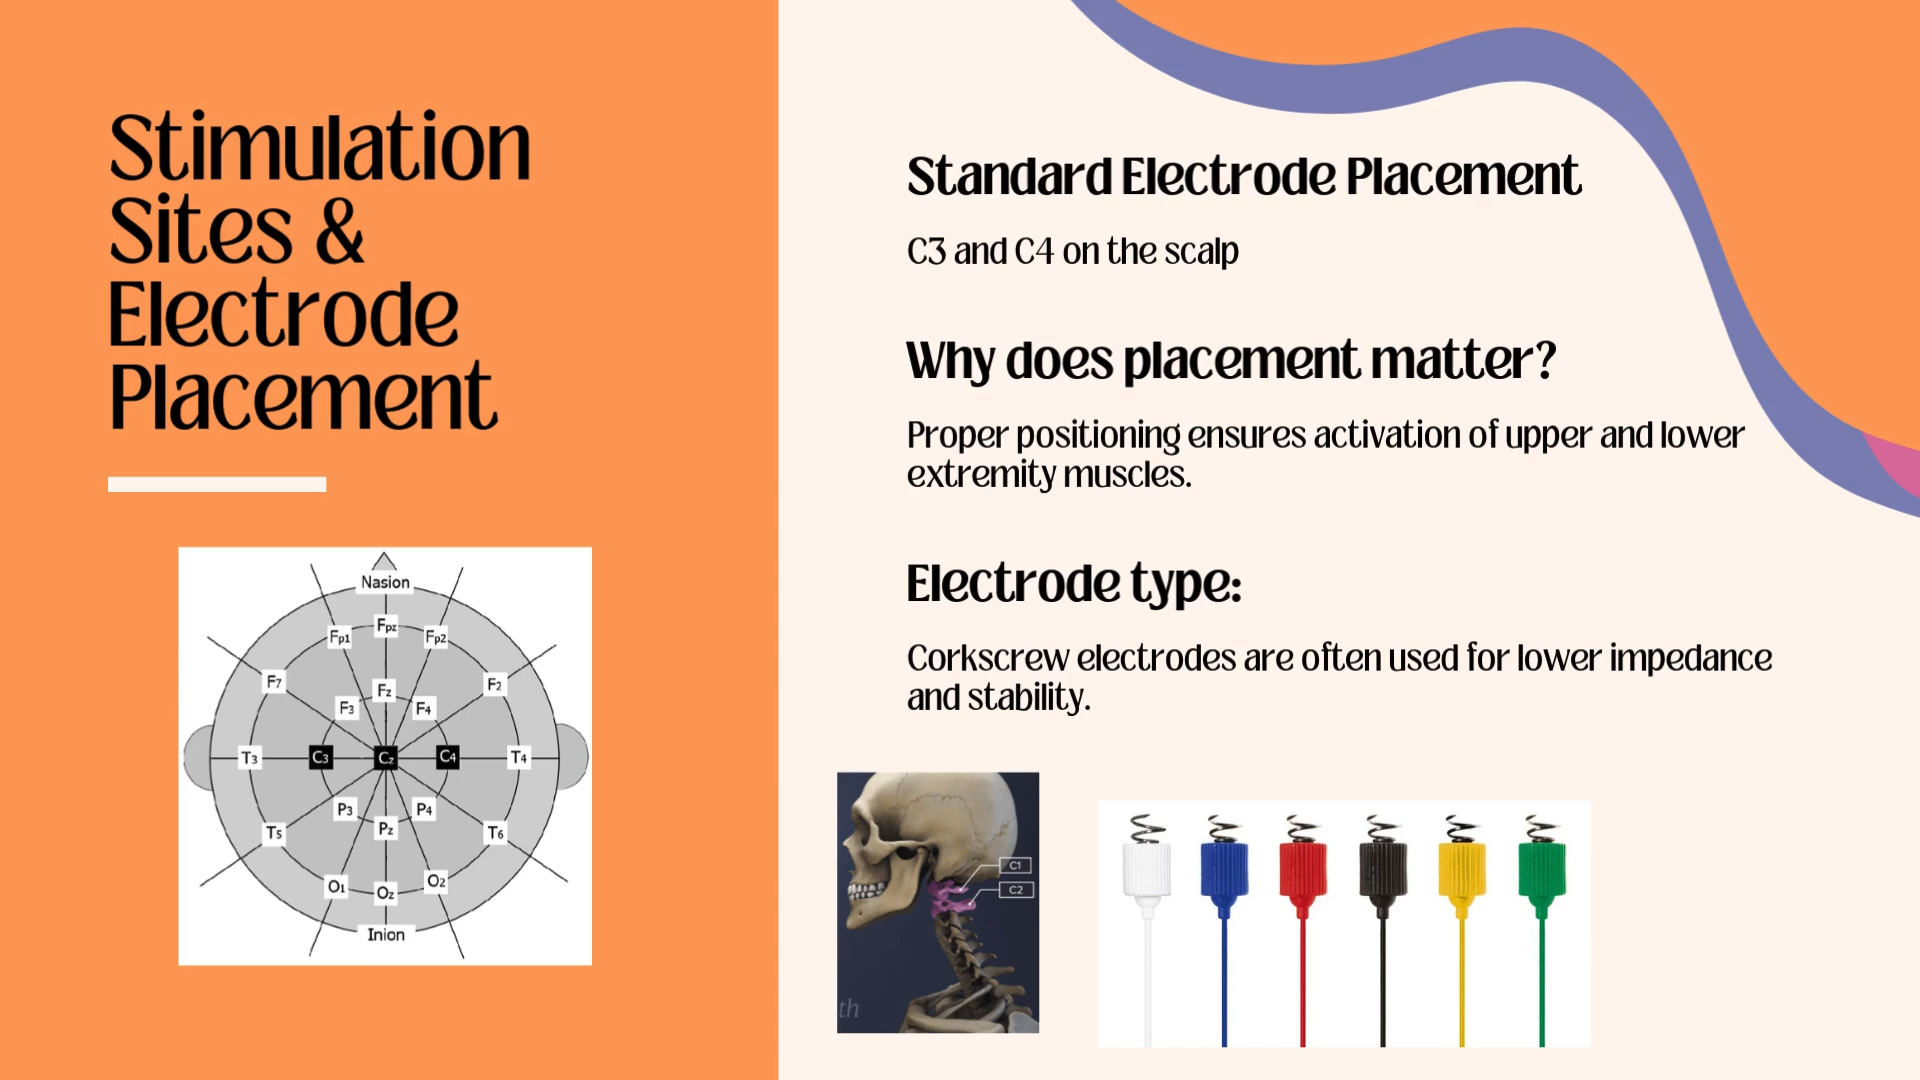 Stimulation
Sites &
Electrode
Placement
Nasion
Fp1 Fpz Fp2
F7 F3 Fz F4 F2
T3 C3 Cz C4 T4
T5 P3 Pz P4 T6
O1 Oz O2
Inion
Standard Electrode Placement
C3 and C4 on the scalp
Why does placement matter?
Proper positioning ensures activation of upper and lower
extremity muscles.
Electrode type:
Corkscrew electrodes are often used for lower impedance
and stability.
C1
C2
th